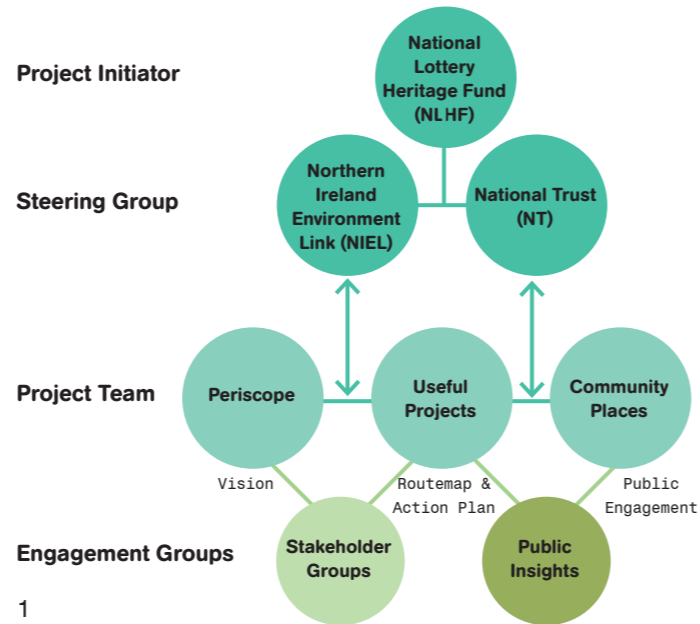 Project Initiator
National
Lottery
Heritage Fund
(NLHF)
Steering Group
Northern
Ireland
Environment
Link (NIEL)
National Trust
(NT)
Project Team
Periscope
Useful
Projects
Community
Places
Vision
Routemap &
Action Plan
Public
Engagement
Engagement Groups
Stakeholder
Groups
Public
Insights
1